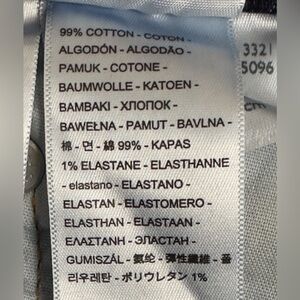 99% COTTON - COTON -
ALGODÓN - ALGODÃO -
PAMUK - COTONE -
BAUMWOLLE - KATOEN -
BAMBAKI - ХЛОПОК -
BAWEŁNA - PAMUT - BAVLNA -
棉 - 면 - 綿 99% - KAPAS
1% ELASTANE - ELASTHANNE
- elastano - ELASTANO -
ELASTAN - ELASTOMERO -
ELASTHAN - ELASTAAN -
ΕΛΑΣΤΑΝΗ - ЭЛАСТАН -
GUMISZÁL - 氨纶 - 彈性纖維 - 폴
리우레탄 - ポリウレタン 1%
3321
5096